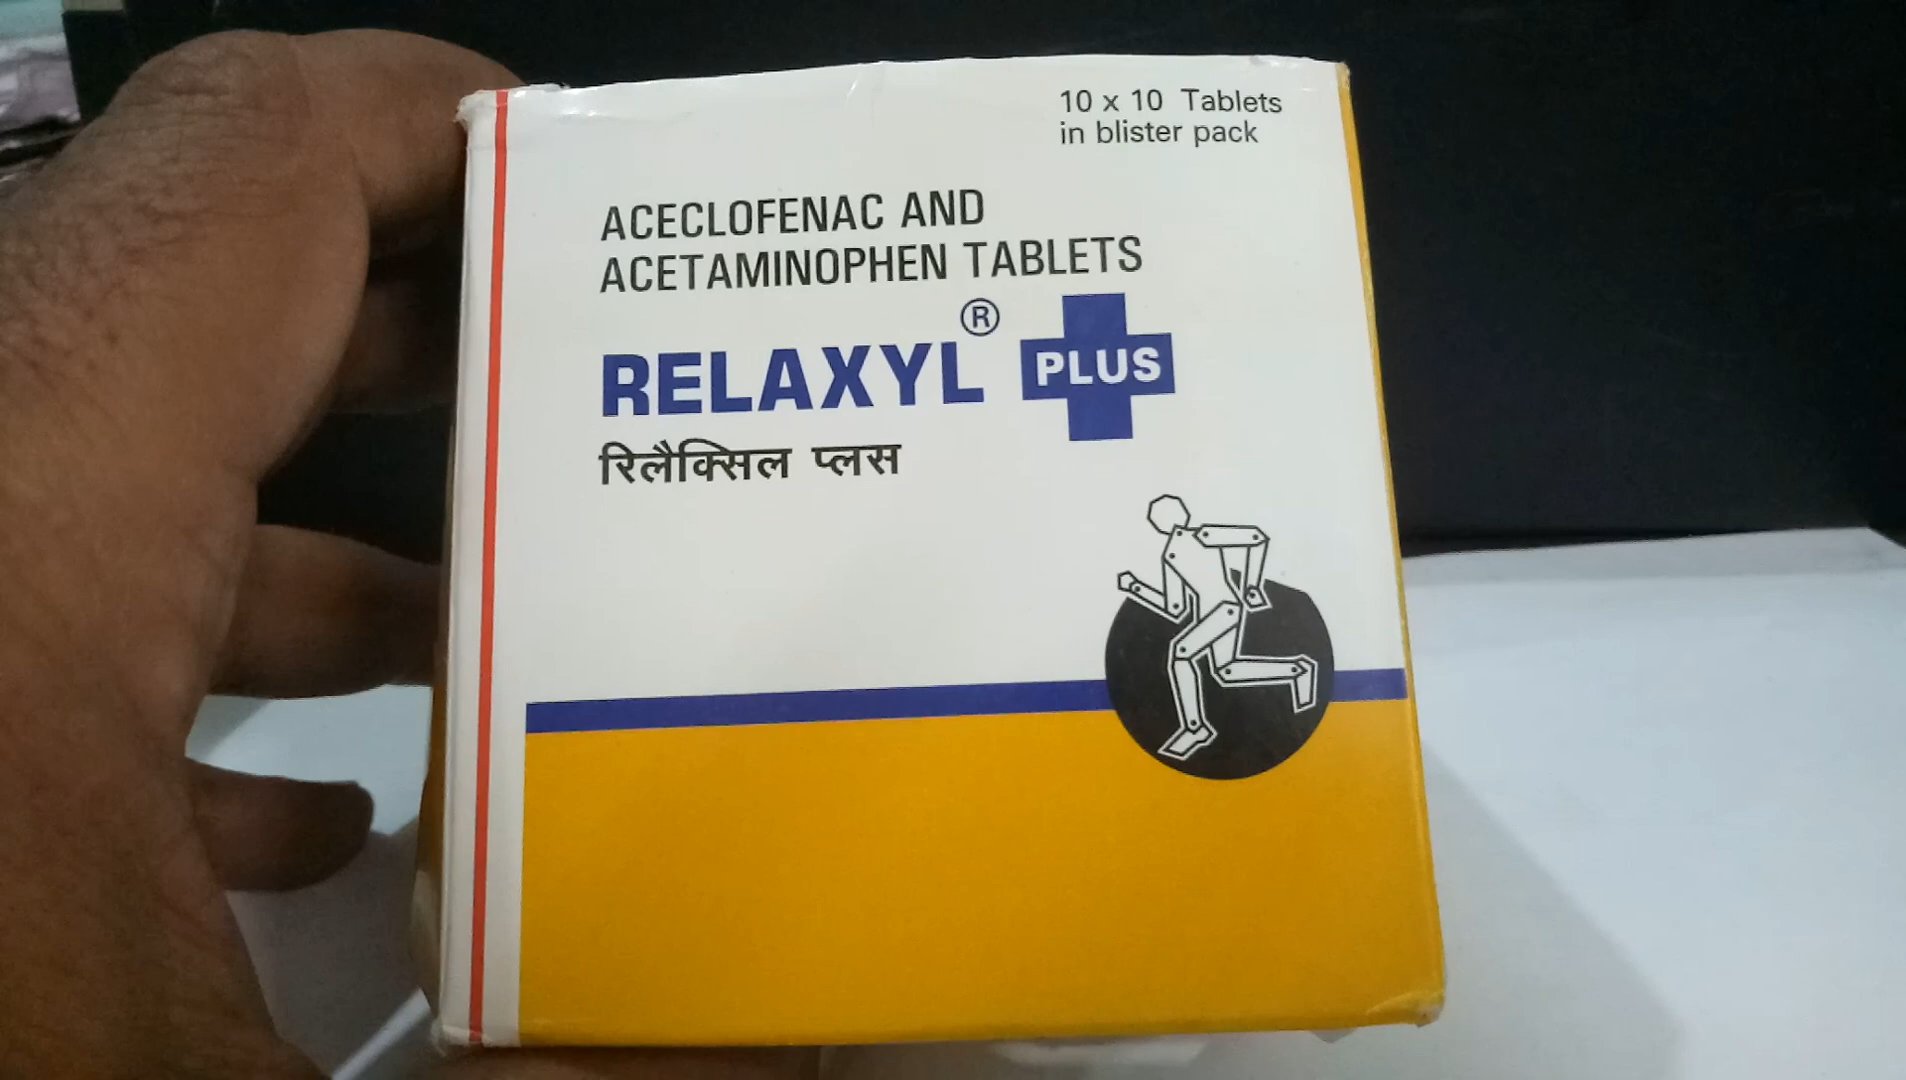 10 x 10 Tablets
in blister pack
ACECLOFENAC AND
ACETAMINOPHEN TABLETS
RELAXYL® PLUS
रिलैक्सिल प्लस